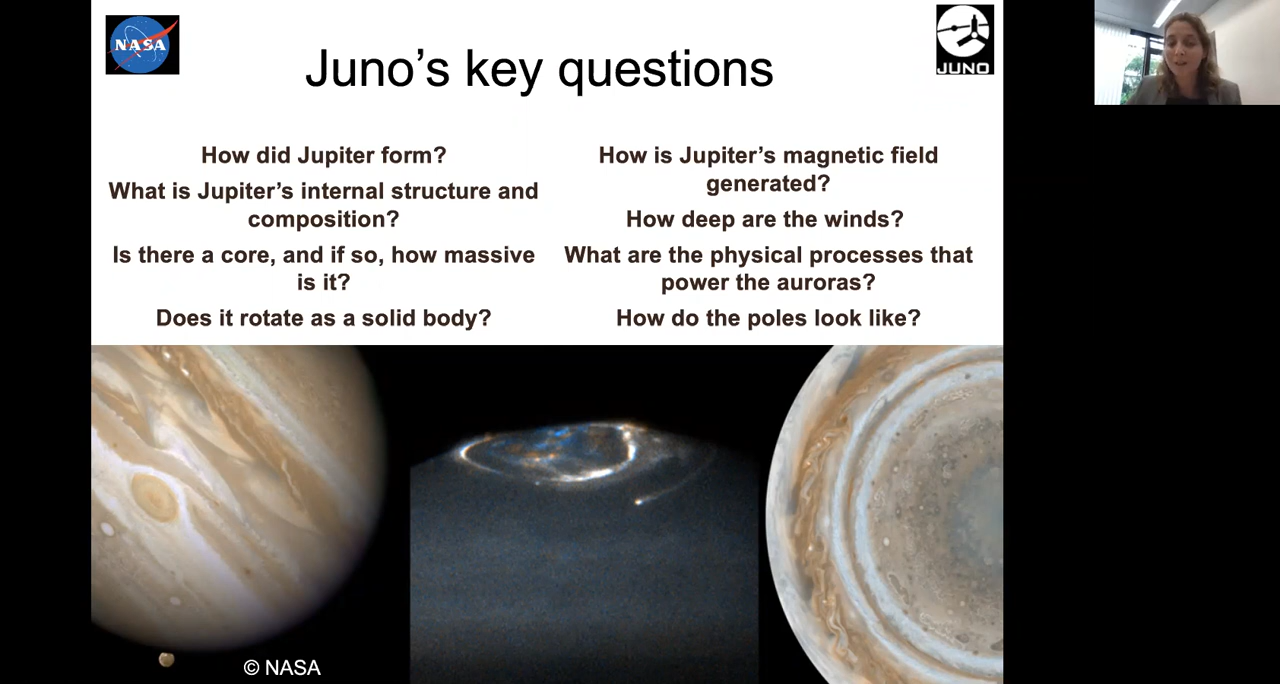 NASA
JUNO
Juno's key questions
How did Jupiter form?
What is Jupiter's internal structure and
composition?
Is there a core, and if so, how massive
is it?
Does it rotate as a solid body?
How is Jupiter's magnetic field
generated?
How deep are the winds?
What are the physical processes that
power the auroras?
How do the poles look like?
© NASA